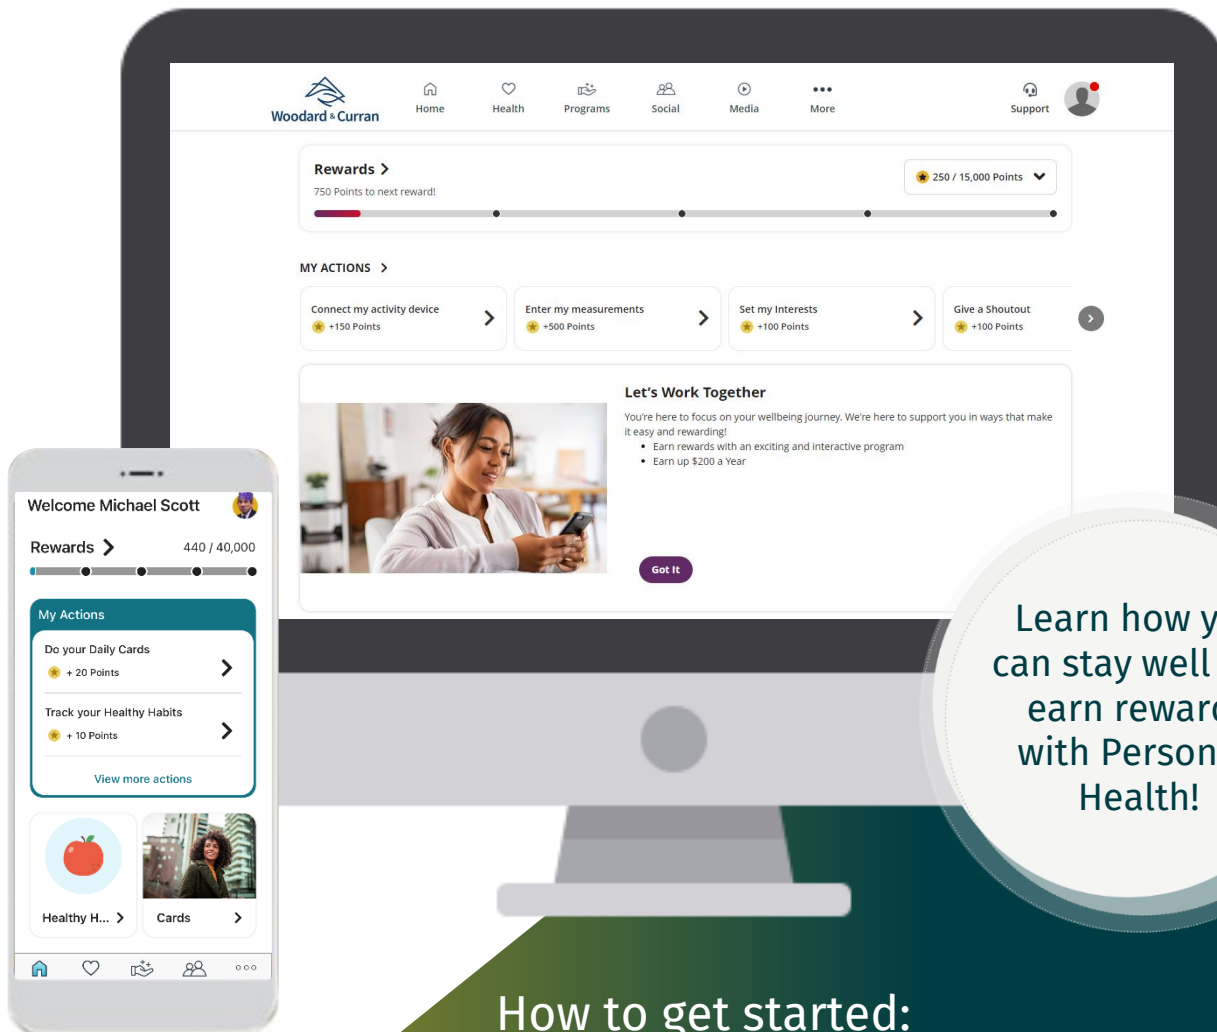 Woodard & Curran
Home
Health
Programs
Social
Media
More
Support
Rewards
750 Points to next reward!
250 / 15,000 Points
MY ACTIONS
Connect my activity device
+150 Points
Enter my measurements
+500 Points
Set my Interests
+100 Points
Give a Shoutout
+100 Points
Let's Work Together
You're here to focus on your wellbeing journey. We're here to support you in ways that make
it easy and rewarding!
Earn rewards with an exciting and interactive program
Earn up $200 a Year
Got It
Welcome Michael Scott
Rewards
440 / 40,000
My Actions
Do your Daily Cards
+ 20 Points
Track your Healthy Habits
+ 10 Points
View more actions
Healthy H...
Cards
Learn how
can stay well
earn
with
Health!
How to get started: